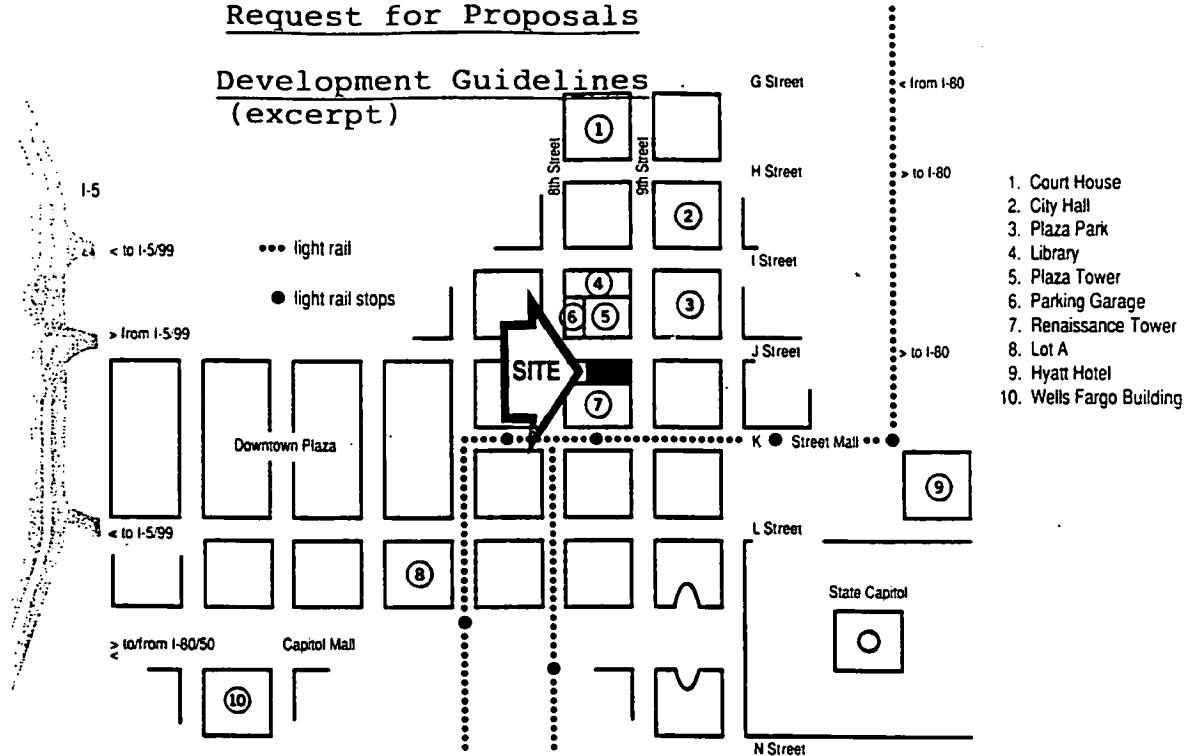 Request for Proposals
Development Guidelines
(excerpt)
G Street
< from I-80
8th Street
9th Street
1
H Street
> to I-80
I-5
2
< to I-5/99
light rail
I Street
light rail stops
4
3
6
5
> from I-5/99
J Street
> to I-80
SITE
7
Downtown Plaza
K Street Mall
9
< to I-5/99
L Street
8
State Capitol
> to/from I-80/50
<
Capitol Mall
10
N Street
1. Court House
2. City Hall
3. Plaza Park
4. Library
5. Plaza Tower
6. Parking Garage
7. Renaissance Tower
8. Lot A
9. Hyatt Hotel
10. Wells Fargo Building